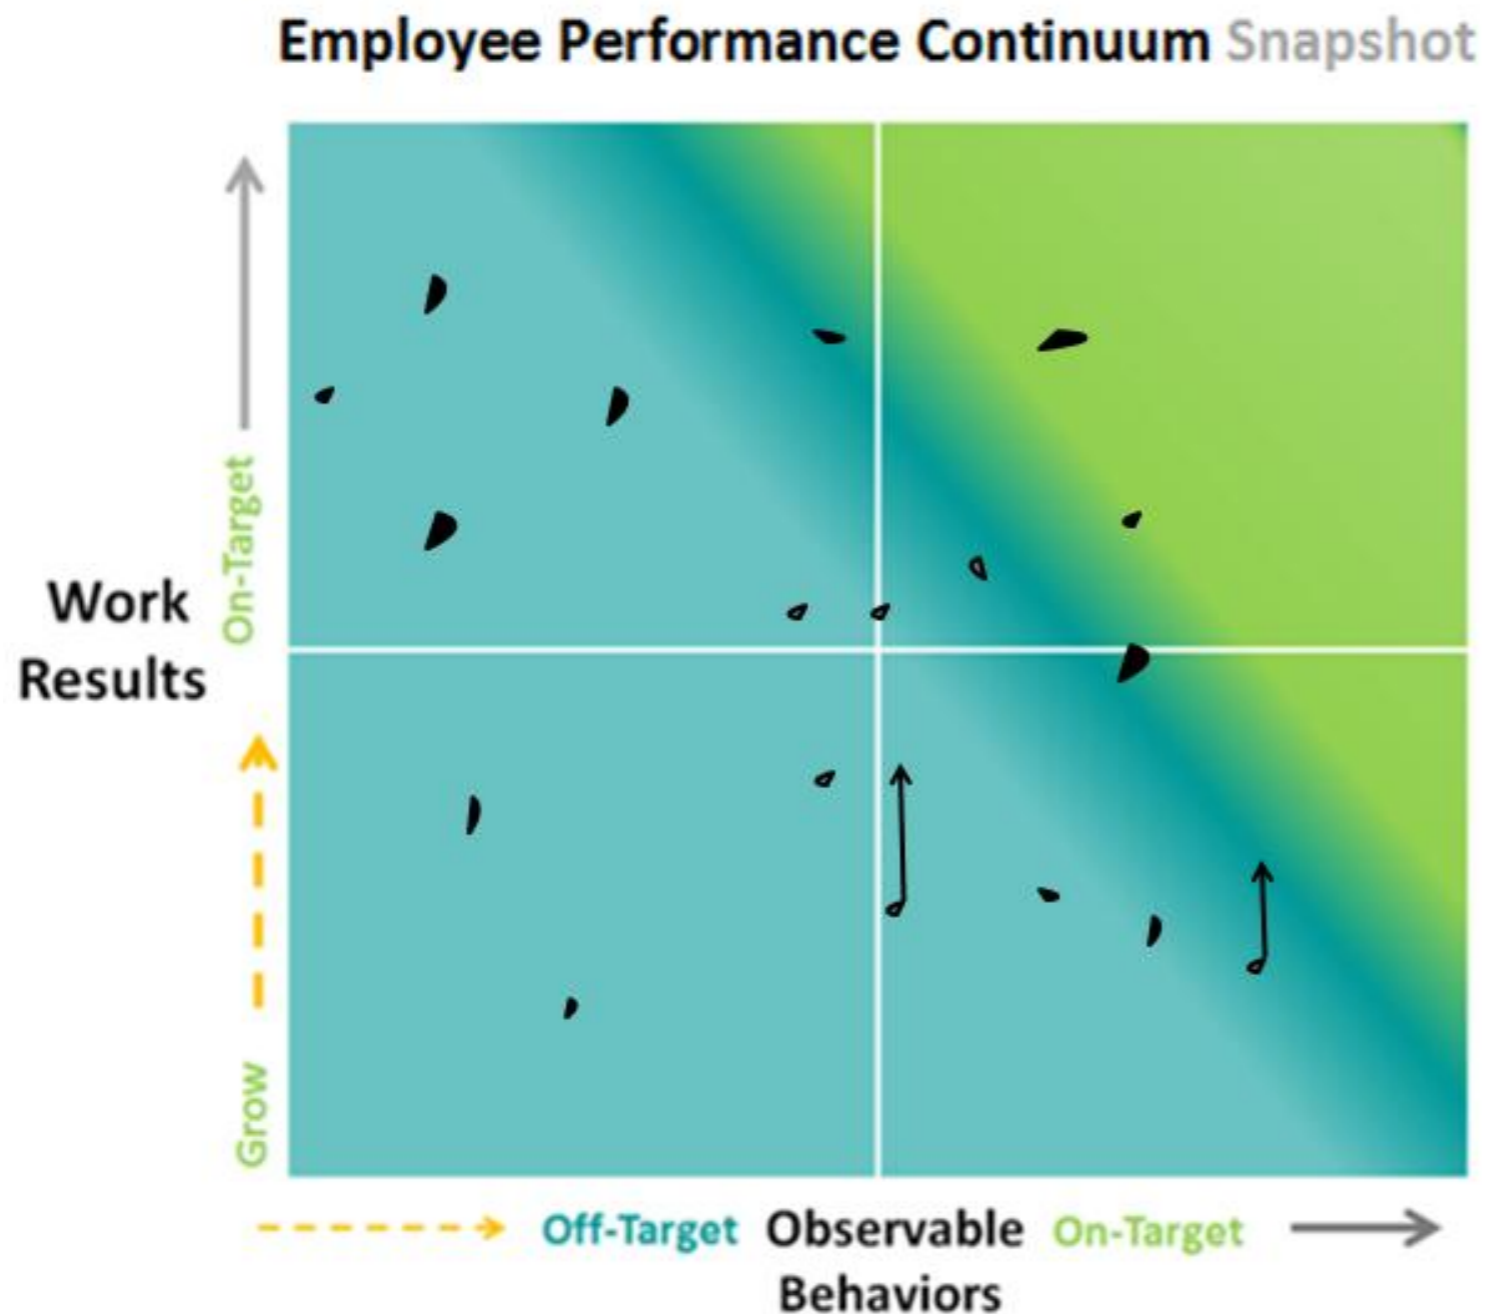 Employee Performance Continuum Snapshot
On-Target
Work
Results
Grow
Off-Target Observable On-Target
Behaviors